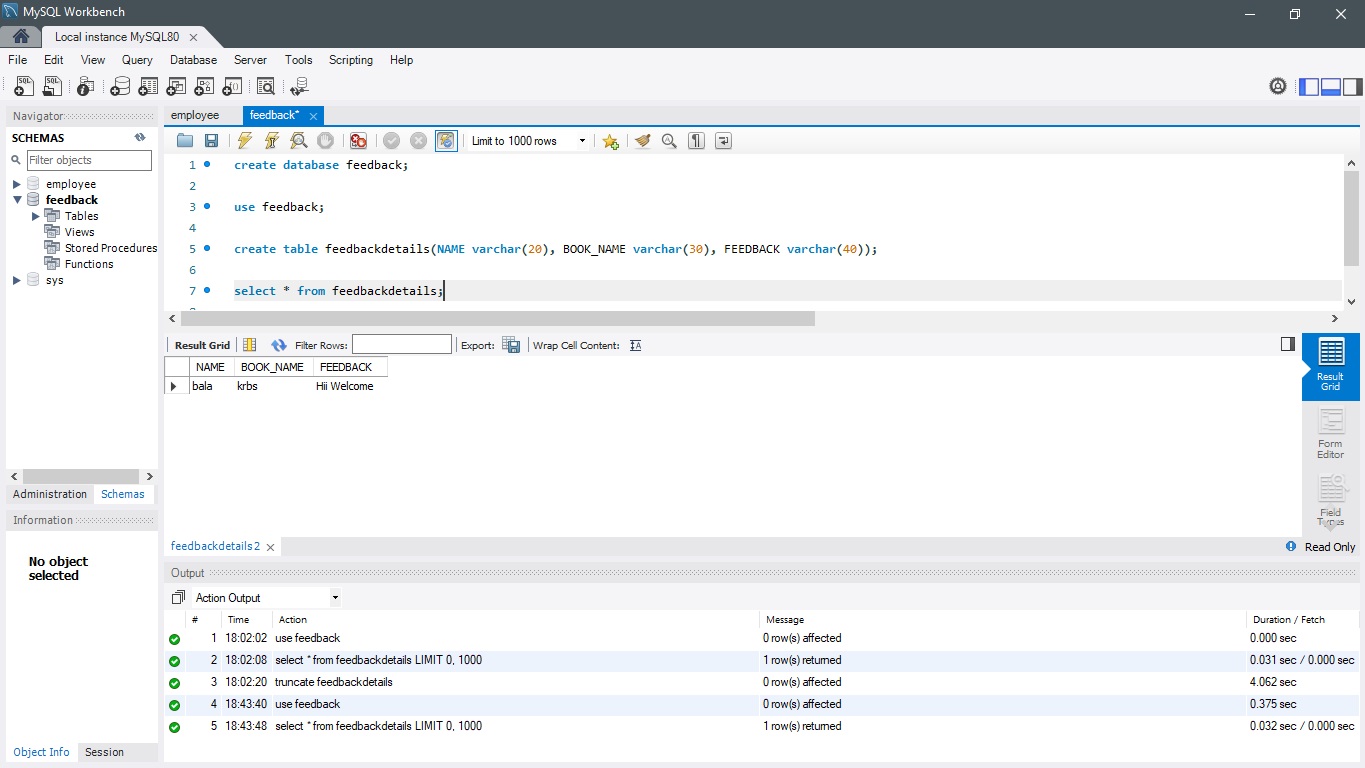 MySQL Workbench
Local instance MySQL80
File Edit View Query Database Server Tools Scripting Help
Navigator
SCHEMAS
Filter objects
employee
feedback
Tables
Views
Stored Procedures
Functions
sys
Administration Schemas
Information
No object
selected
Object Info Session
employee feedback*
Limit to 1000 rows
1 create database feedback;
2
3 use feedback;
4
5 create table feedbackdetails(NAME varchar(20), BOOK_NAME varchar(30), FEEDBACK varchar(40));
6
7 select * from feedbackdetails;
Result Grid Filter Rows: Export: Wrap Cell Content:
NAME BOOK_NAME FEEDBACK
bala krbs Hii Welcome
Result
Grid
Form
Editor
Field
Types
feedbackdetails 2 Read Only
Output
Action Output
# Time Action Message Duration / Fetch
1 18:02:02 use feedback 0 row(s) affected 0.000 sec
2 18:02:08 select * from feedbackdetails LIMIT 0, 1000 1 row(s) returned 0.031 sec / 0.000 sec
3 18:02:20 truncate feedbackdetails 0 row(s) affected 4.062 sec
4 18:43:40 use feedback 0 row(s) affected 0.375 sec
5 18:43:48 select * from feedbackdetails LIMIT 0, 1000 1 row(s) returned 0.032 sec / 0.000 sec